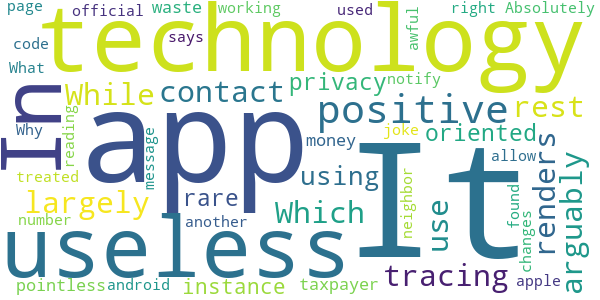 page official waste working used awful right Absolutely
code says
technology
What
In While contact privacy notify
positive rest
Why reading app It
message rare using money joke oriented
allow
renders arguably
treated largely
number another Which neighbor use found changes
useless
tracing apple
pointless android instance taxpayer